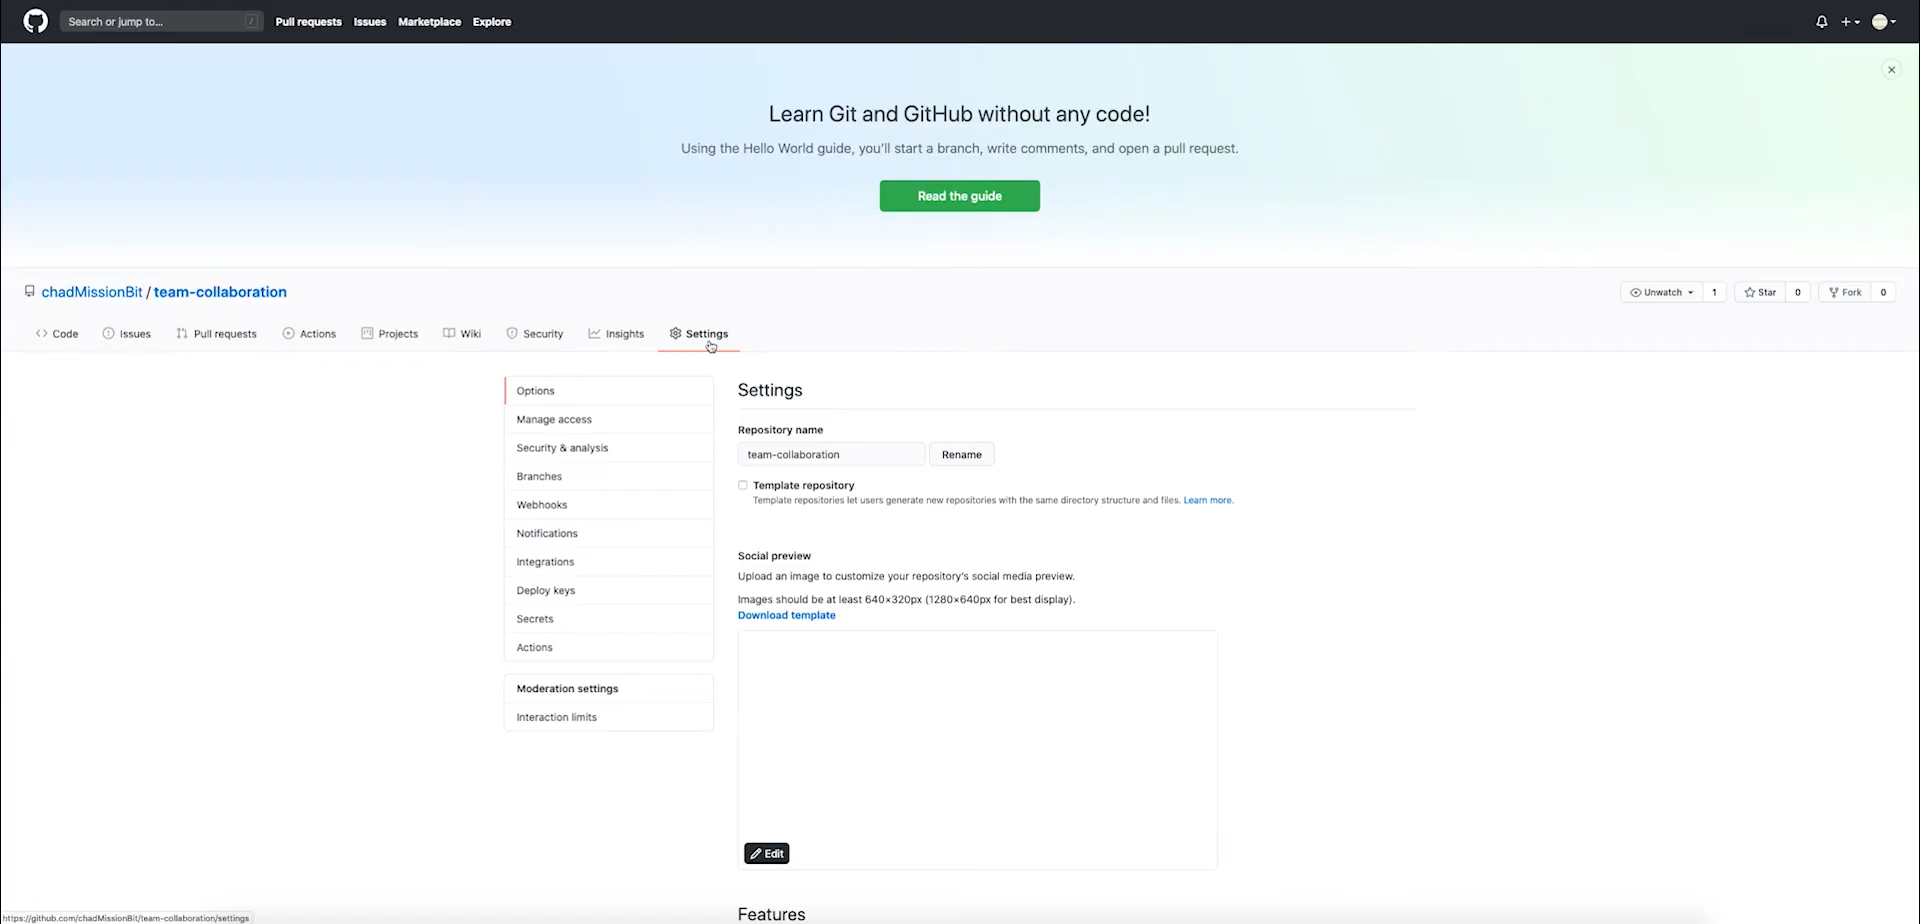 Search or jump to... /
Pull requests Issues Marketplace Explore
Learn Git and GitHub without any code!
Using the Hello World guide, you'll start a branch, write comments, and open a pull request.
Read the guide
chadMissionBit / team-collaboration
Unwatch 1 Star 0 Fork 0
Code Issues Pull requests Actions Projects Wiki Security Insights Settings
Options
Manage access
Security & analysis
Branches
Webhooks
Notifications
Integrations
Deploy keys
Secrets
Actions
Moderation settings
Interaction limits
Settings
Repository name
team-collaboration Rename
Template repository
Template repositories let users generate new repositories with the same directory structure and files. Learn more.
Social preview
Upload an image to customize your repository's social media preview.
Images should be at least 640×320px (1280×640px for best display).
Download template
Edit
Features
https://github.com/chadMissionBit/team-collaboration/settings